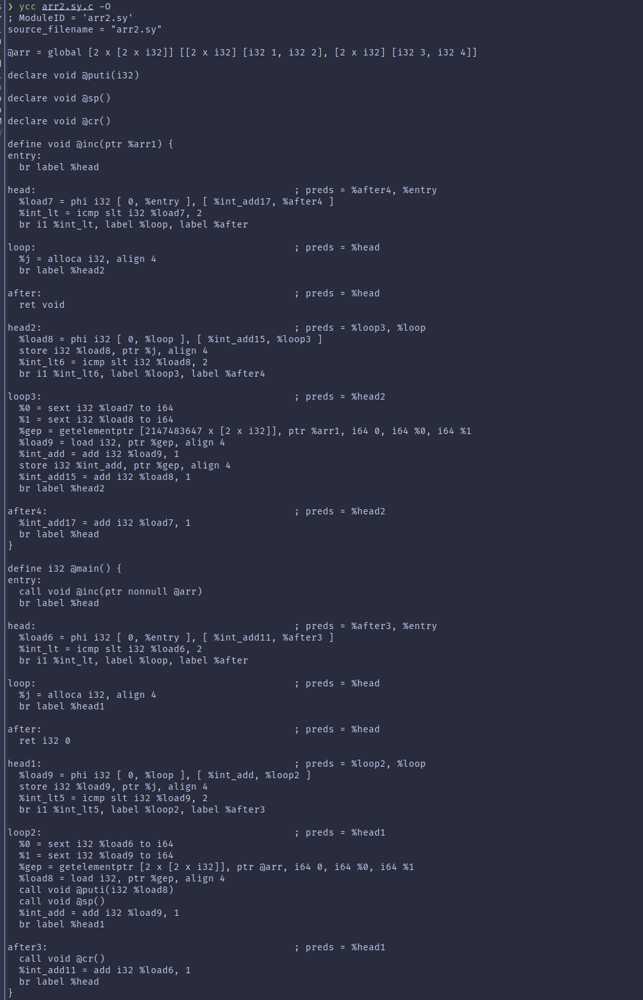 ❯ ycc arr2.sy.c -O
; ModuleID = 'arr2.sy'
source_filename = "arr2.sy"

@arr = global [2 x [2 x i32]] [[2 x i32] [i32 1, i32 2], [2 x i32] [i32 3, i32 4]]

declare void @puti(i32)

declare void @sp()

declare void @cr()

define void @inc(ptr %arr1) {
entry:
  br label %head

head:                                             ; preds = %after4, %entry
  %load7 = phi i32 [ 0, %entry ], [ %int_add17, %after4 ]
  %int_lt = icmp slt i32 %load7, 2
  br i1 %int_lt, label %loop, label %after

loop:                                             ; preds = %head
  %j = alloca i32, align 4
  br label %head2

after:                                            ; preds = %head
  ret void

head2:                                            ; preds = %loop3, %loop
  %load8 = phi i32 [ 0, %loop ], [ %int_add15, %loop3 ]
  store i32 %load8, ptr %j, align 4
  %int_lt6 = icmp slt i32 %load8, 2
  br i1 %int_lt6, label %loop3, label %after4

loop3:                                            ; preds = %head2
  %0 = sext i32 %load7 to i64
  %1 = sext i32 %load8 to i64
  %gep = getelementptr [2147483647 x [2 x i32]], ptr %arr1, i64 0, i64 %0, i64 %1
  %load9 = load i32, ptr %gep, align 4
  %int_add = add i32 %load9, 1
  store i32 %int_add, ptr %gep, align 4
  %int_add15 = add i32 %load8, 1
  br label %head2

after4:                                           ; preds = %head2
  %int_add17 = add i32 %load7, 1
  br label %head
}

define i32 @main() {
entry:
  call void @inc(ptr nonnull @arr)
  br label %head

head:                                             ; preds = %after3, %entry
  %load6 = phi i32 [ 0, %entry ], [ %int_add11, %after3 ]
  %int_lt = icmp slt i32 %load6, 2
  br i1 %int_lt, label %loop, label %after

loop:                                             ; preds = %head
  %j = alloca i32, align 4
  br label %head1

after:                                            ; preds = %head
  ret i32 0

head1:                                            ; preds = %loop2, %loop
  %load9 = phi i32 [ 0, %loop ], [ %int_add, %loop2 ]
  store i32 %load9, ptr %j, align 4
  %int_lt5 = icmp slt i32 %load9, 2
  br i1 %int_lt5, label %loop2, label %after3

loop2:                                            ; preds = %head1
  %0 = sext i32 %load6 to i64
  %1 = sext i32 %load9 to i64
  %gep = getelementptr [2 x [2 x i32]], ptr @arr, i64 0, i64 %0, i64 %1
  %load8 = load i32, ptr %gep, align 4
  call void @puti(i32 %load8)
  call void @sp()
  %int_add = add i32 %load9, 1
  br label %head1

after3:                                           ; preds = %head1
  call void @cr()
  %int_add11 = add i32 %load6, 1
  br label %head
}